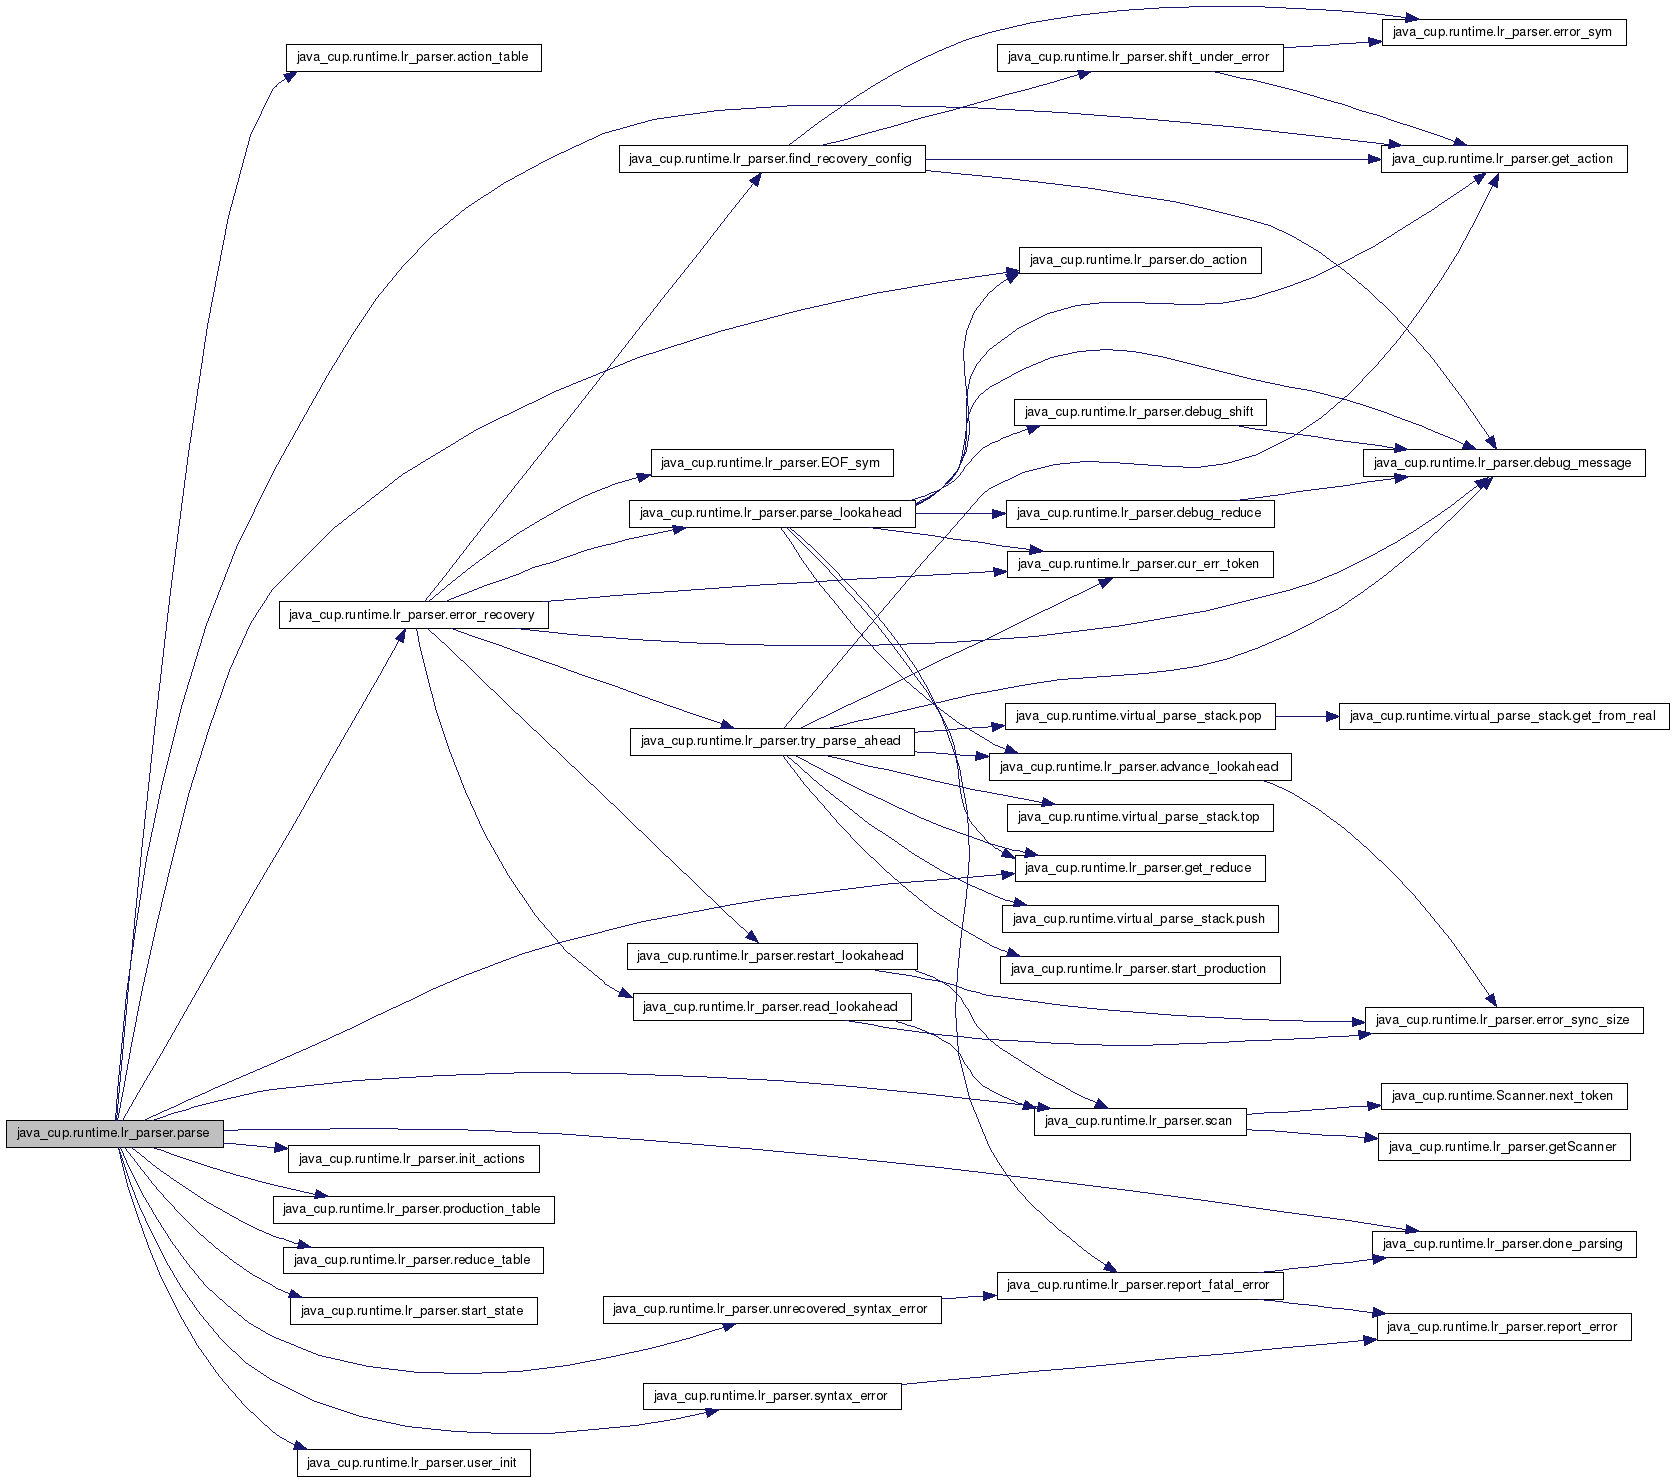 java_cup.runtime.lr_parser.error_sym
java_cup.runtime.lr_parser.action_table
java_cup.runtime.lr_parser.shift_under_error
java_cup.runtime.lr_parser.find_recovery_config
java_cup.runtime.lr_parser.get_action
java_cup.runtime.lr_parser.do_action
java_cup.runtime.lr_parser.debug_shift
java_cup.runtime.lr_parser.EOF_sym
java_cup.runtime.lr_parser.debug_message
java_cup.runtime.lr_parser.parse_lookahead
java_cup.runtime.lr_parser.debug_reduce
java_cup.runtime.lr_parser.cur_err_token
java_cup.runtime.lr_parser.error_recovery
java_cup.runtime.virtual_parse_stack.pop
java_cup.runtime.virtual_parse_stack.get_from_real
java_cup.runtime.lr_parser.try_parse_ahead
java_cup.runtime.lr_parser.advance_lookahead
java_cup.runtime.virtual_parse_stack.top
java_cup.runtime.lr_parser.get_reduce
java_cup.runtime.virtual_parse_stack.push
java_cup.runtime.lr_parser.restart_lookahead
java_cup.runtime.lr_parser.start_production
java_cup.runtime.lr_parser.read_lookahead
java_cup.runtime.lr_parser.error_sync_size
java_cup.runtime.Scanner.next_token
java_cup.runtime.lr_parser.scan
java_cup.runtime.lr_parser.parse
java_cup.runtime.lr_parser.getScanner
java_cup.runtime.lr_parser.init_actions
java_cup.runtime.lr_parser.production_table
java_cup.runtime.lr_parser.done_parsing
java_cup.runtime.lr_parser.reduce_table
java_cup.runtime.lr_parser.report_fatal_error
java_cup.runtime.lr_parser.start_state
java_cup.runtime.lr_parser.unrecovered_syntax_error
java_cup.runtime.lr_parser.report_error
java_cup.runtime.lr_parser.syntax_error
java_cup.runtime.lr_parser.user_init